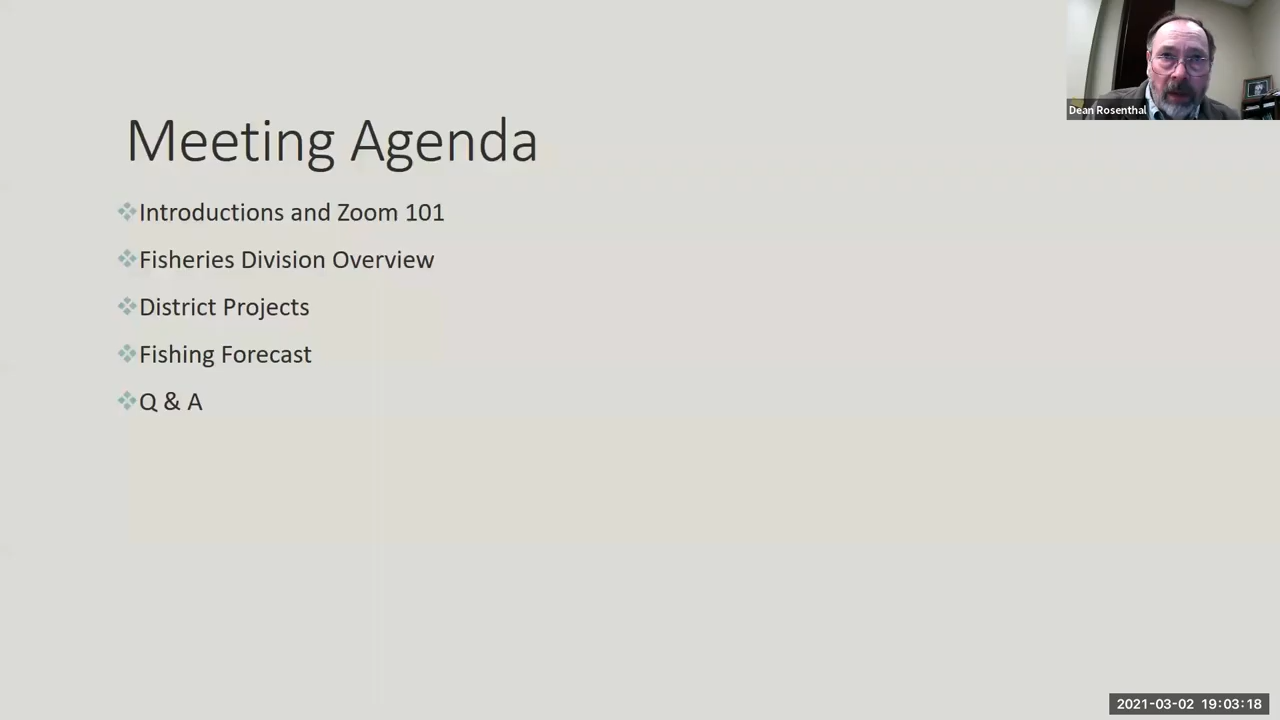 Meeting Agenda
Introductions and Zoom 101
Fisheries Division Overview
District Projects
Fishing Forecast
Q & A
Dean Rosenthal
2021-03-02 19:03:18